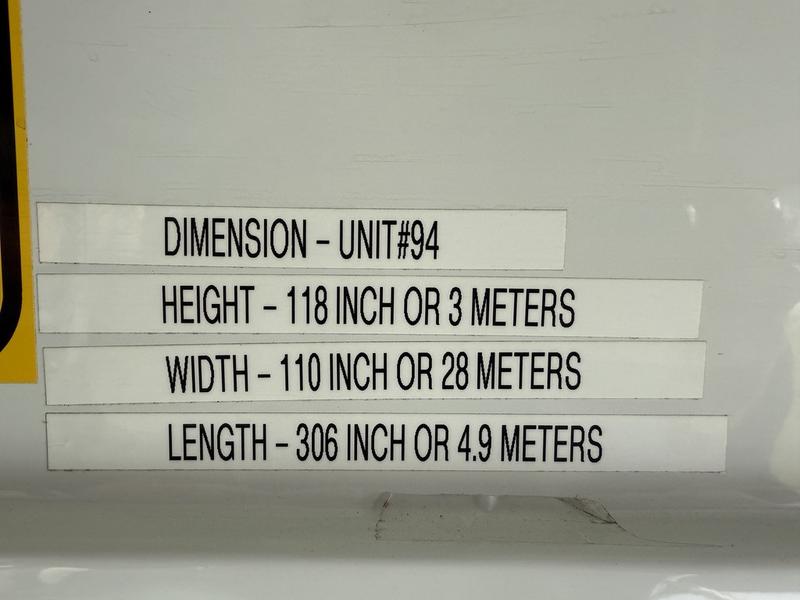 DIMENSION – UNIT#94
HEIGHT – 118 INCH OR 3 METERS
WIDTH – 110 INCH OR 28 METERS
LENGTH – 306 INCH OR 4.9 METERS